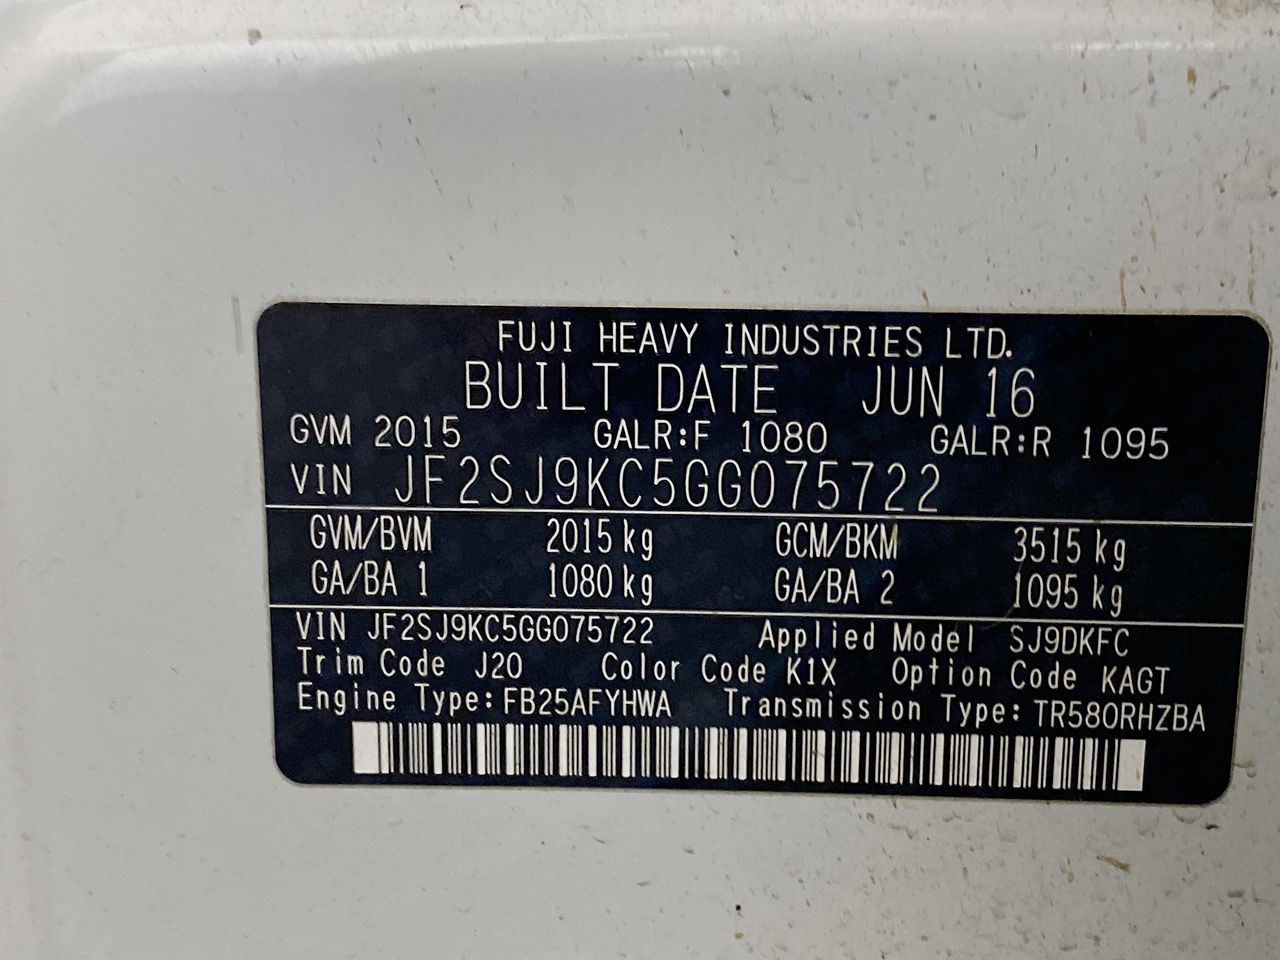 FUJI HEAVY INDUSTRIES LTD.
BUILT DATE JUN 16
GVM 2015 GALR:F 1080 GALR:R 1095
VIN JF2SJ9KC5GG075722
GVM/BVM 2015 kg GCM/BKM 3515 kg
GA/BA 1 1080 kg GA/BA 2 1095 kg
VIN JF2SJ9KC5GG075722 Applied Model SJ9DKFC
Trim Code J20 Color Code K1X Option Code KAGT
Engine Type: FB25AFYHWA Transmission Type: TR580RHZBA